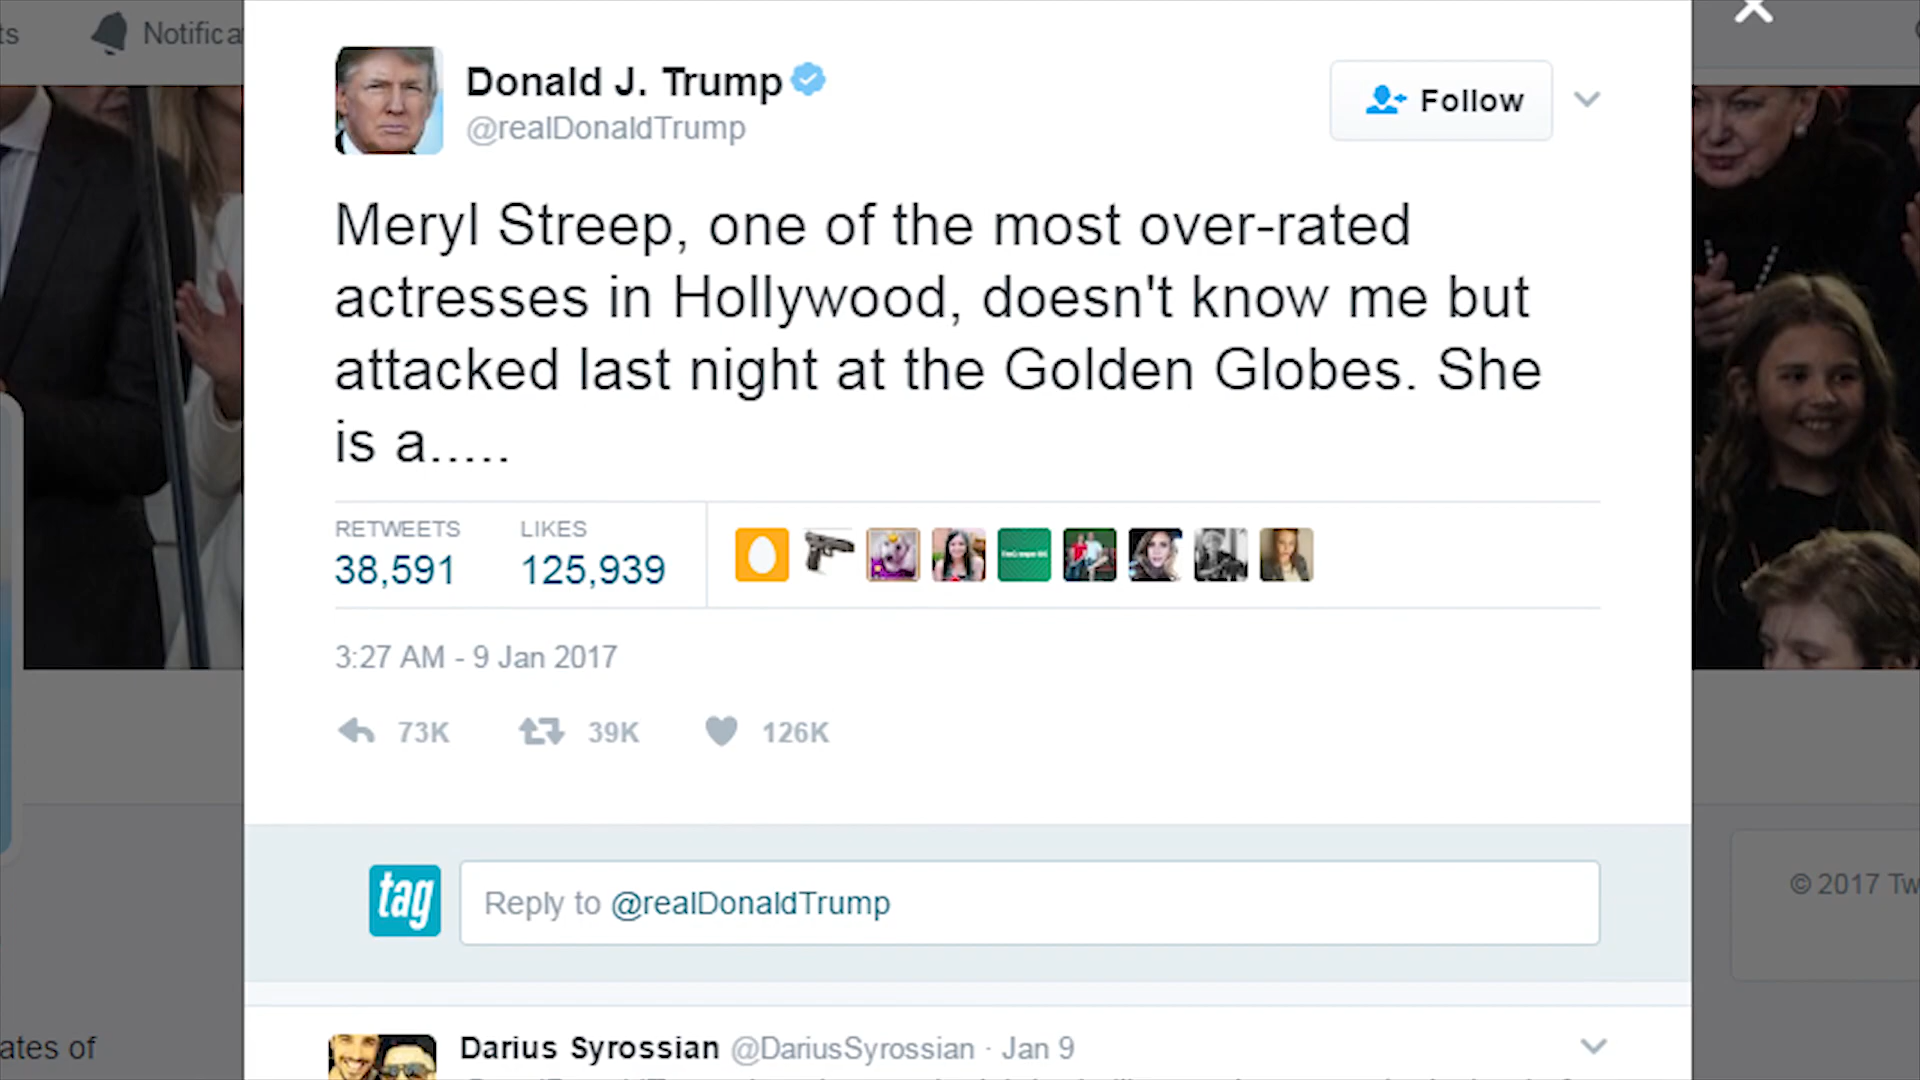 ts
Notifica
Donald J. Trump
@realDonaldTrump
Follow
Meryl Streep, one of the most over-rated
actresses in Hollywood, doesn't know me but
attacked last night at the Golden Globes. She
is a.....
RETWEETS LIKES
38,591 125,939
3:27 AM - 9 Jan 2017
73K 39K 126K
tag
Reply to @realDonaldTrump
© 2017 Tw
ates of
Darius Syrossian @DariusSyrossian · Jan 9